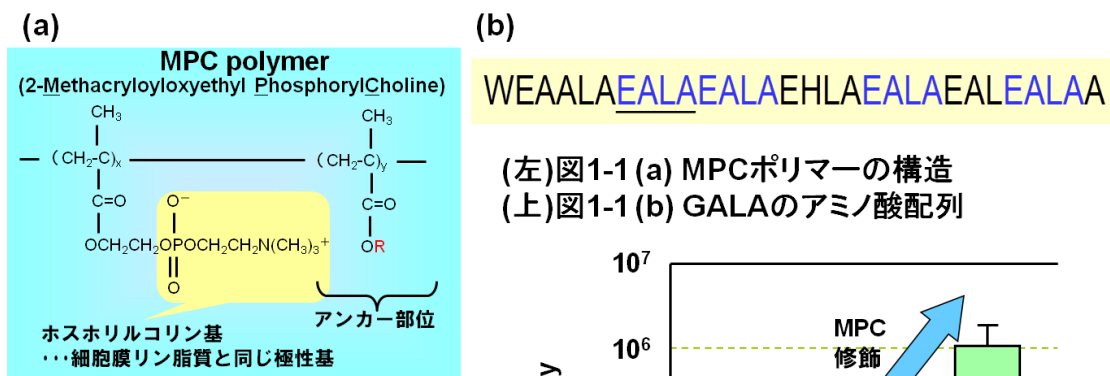 (a)
MPC polymer
(2-Methacryloyloxyethyl PhosphorylCholine)
CH₃
CH₃
(CH₂-C)x
(CH₂-C)y
C=O
O⁻
C=O
OCH₂CH₂OPOCH₂CH₂N(CH₃)₃⁺
OR
O
アンカー部位
ホスホリルコリン基
・・・細胞膜リン脂質と同じ極性基
(b)
WEAALAEALAEALAEHLAEALAEALEALAA
(左)図1-1 (a) MPCポリマーの構造
(上)図1-1 (b) GALAのアミノ酸配列
10⁷
MPC
修飾
10⁶